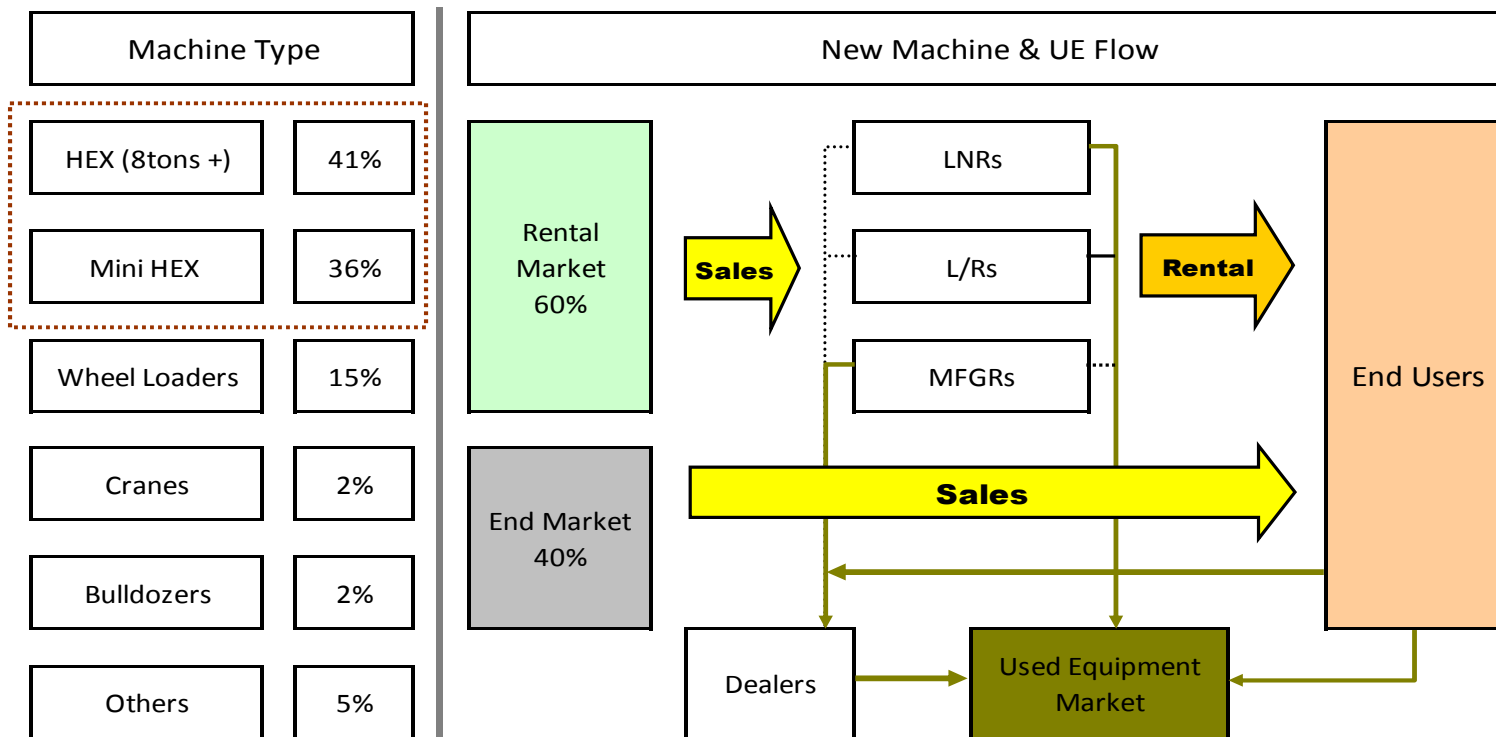 Machine Type
New Machine & UE Flow
HEX (8tons +)
41%
Mini HEX
36%
Wheel Loaders
15%
Cranes
2%
Bulldozers
2%
Others
5%
Rental
Market
60%
End Market
40%
Sales
LNRs
L/Rs
MFGRs
Rental
End Users
Sales
Dealers
Used Equipment
Market